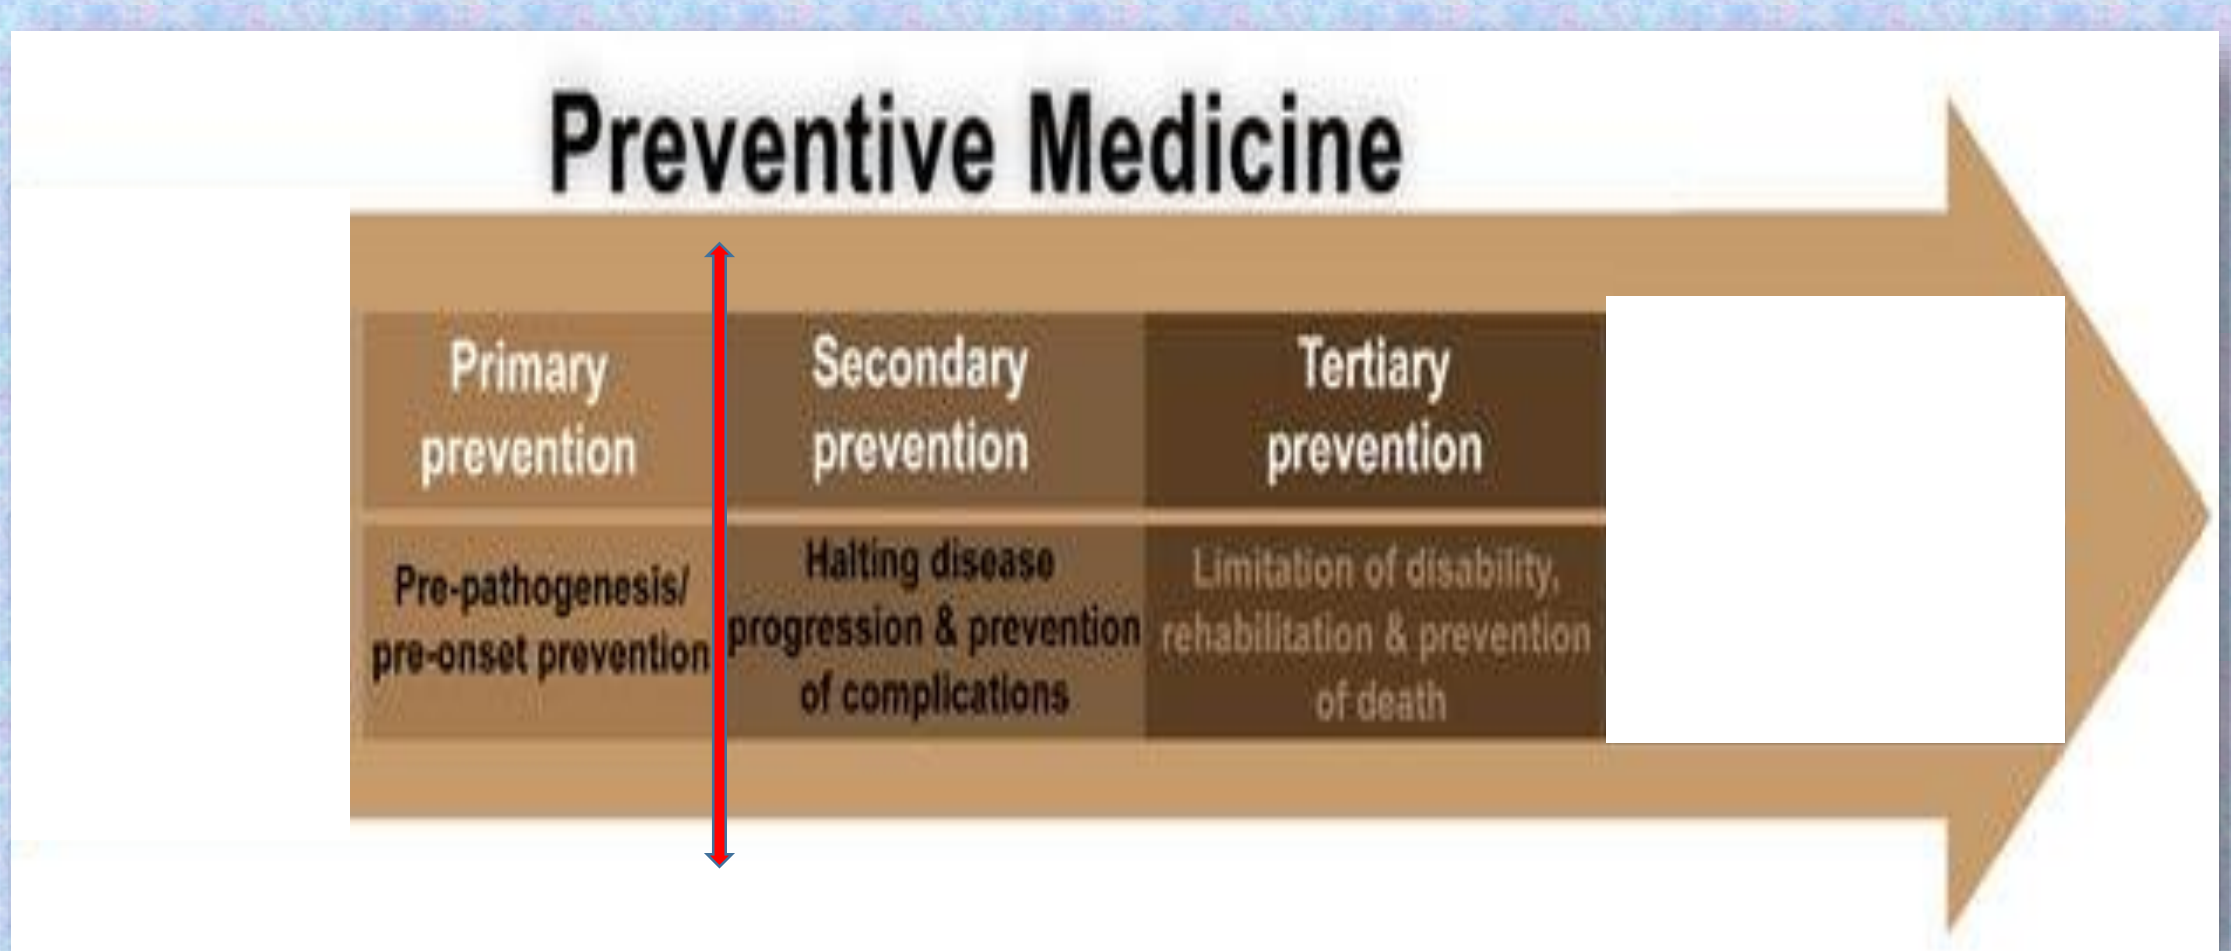 Preventive Medicine
Primary
prevention
Secondary
prevention
Tertiary
prevention
Pre-pathogenesis/
pre-onset prevention
Halting disease
progression & prevention
of complications
Limitation of disability,
rehabilitation & prevention
of death